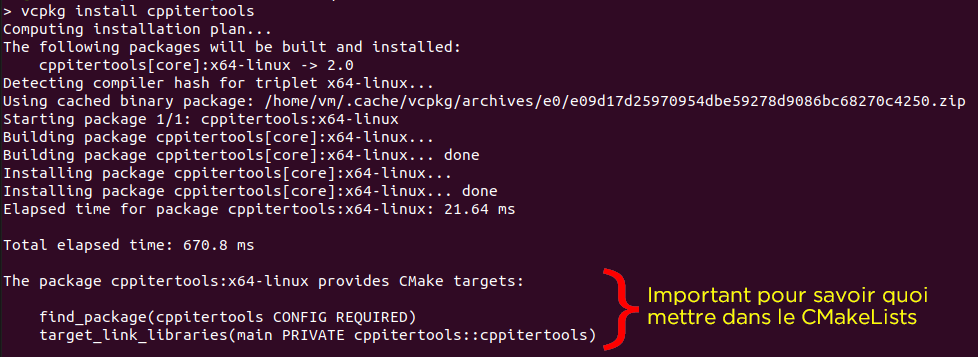 > vcpkg install cppitertools
Computing installation plan...
The following packages will be built and installed:
    cppitertools[core]:x64-linux -> 2.0
Detecting compiler hash for triplet x64-linux...
Using cached binary package: /home/vm/.cache/vcpkg/archives/e0/e09d17d25970954dbe59278d9086bc68270c4250.zip
Starting package 1/1: cppitertools:x64-linux
Building package cppitertools[core]:x64-linux...
Building package cppitertools[core]:x64-linux... done
Installing package cppitertools[core]:x64-linux...
Installing package cppitertools[core]:x64-linux... done
Elapsed time for package cppitertools:x64-linux: 21.64 ms
Total elapsed time: 670.8 ms
The package cppitertools:x64-linux provides CMake targets:
    find_package(cppitertools CONFIG REQUIRED)
    target_link_libraries(main PRIVATE cppitertools::cppitertools)
Important pour savoir quoi
mettre dans le CMakeLists